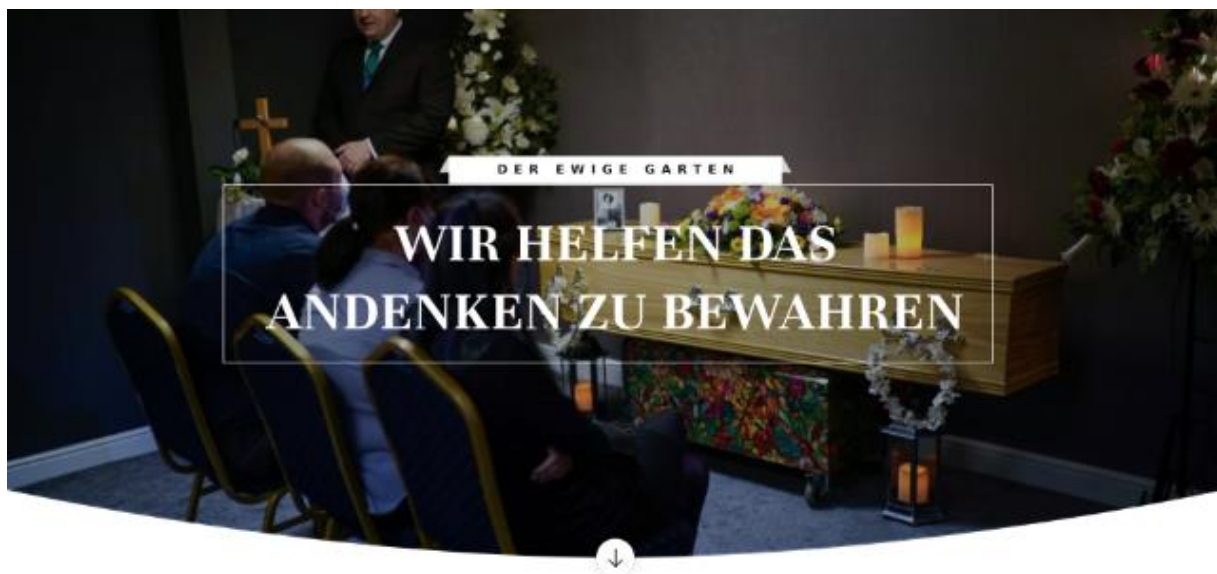 DER EWIGE GARTEN
WIR HELFEN DAS
ANDENKEN ZU BEWAHREN